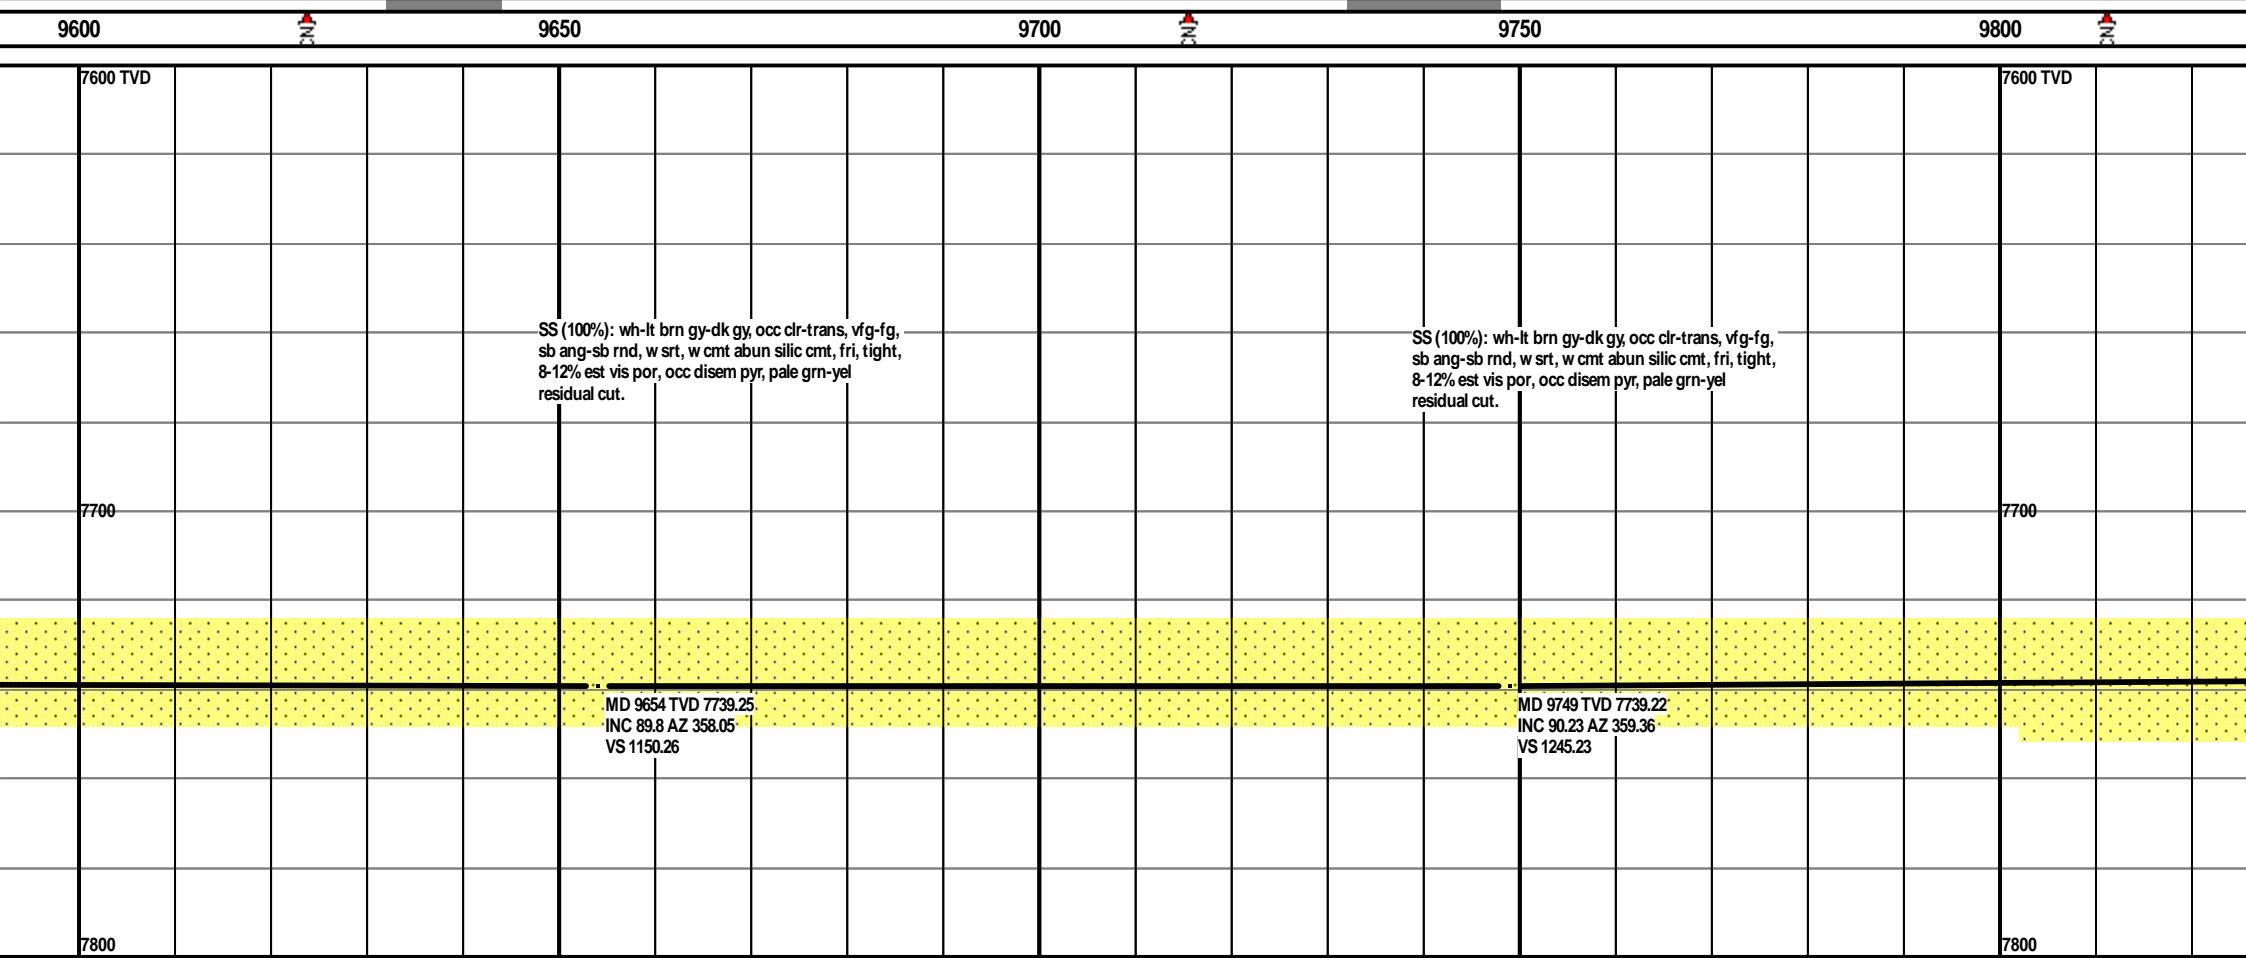 9600 9650 9700 9750 9800
CN CN CN
7600 TVD 7600 TVD
SS (100%): wh-lt brn gy-dk gy, occ clr-trans, vfg-fg,
sb ang-sb rnd, w srt, w cmt abun silic cmt, fri, tight,
8-12% est vis por, occ disem pyr, pale grn-yel
residual cut.
SS (100%): wh-lt brn gy-dk gy, occ clr-trans, vfg-fg,
sb ang-sb rnd, w srt, w cmt abun silic cmt, fri, tight,
8-12% est vis por, occ disem pyr, pale grn-yel
residual cut.
7700 7700
MD 9654 TVD 7739.25
INC 89.8 AZ 358.05
VS 1150.26
MD 9749 TVD 7739.22
INC 90.23 AZ 359.36
VS 1245.23
7800 7800